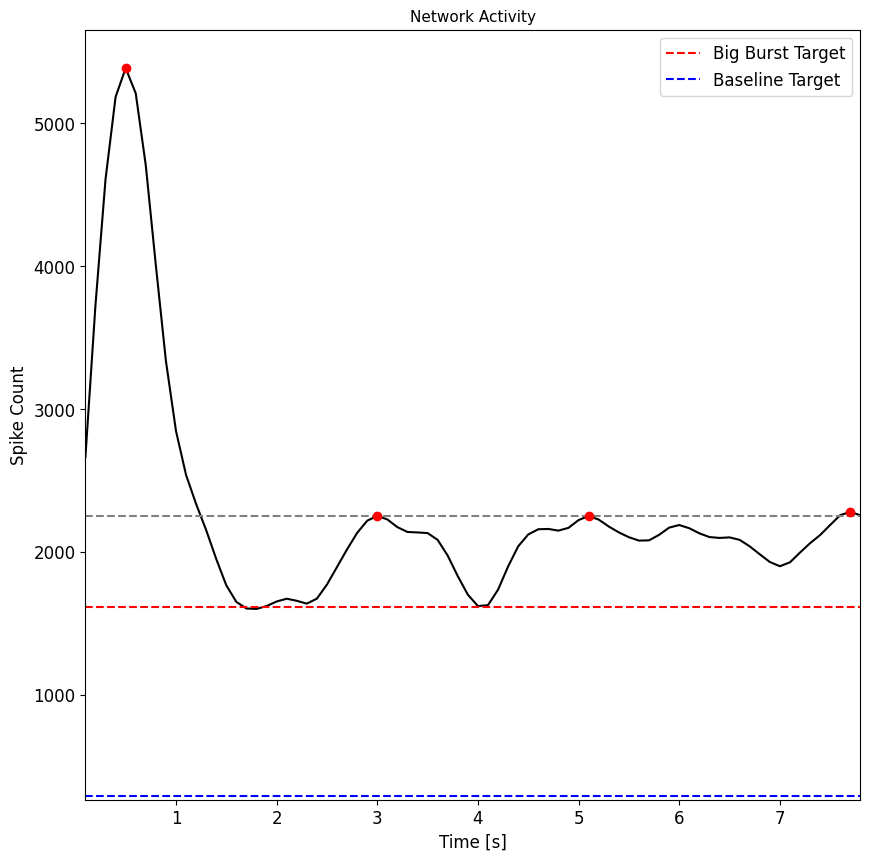 Network Activity
Big Burst Target
Baseline Target
Spike Count
5000
4000
3000
2000
1000
1 2 3 4 5 6 7
Time [s]